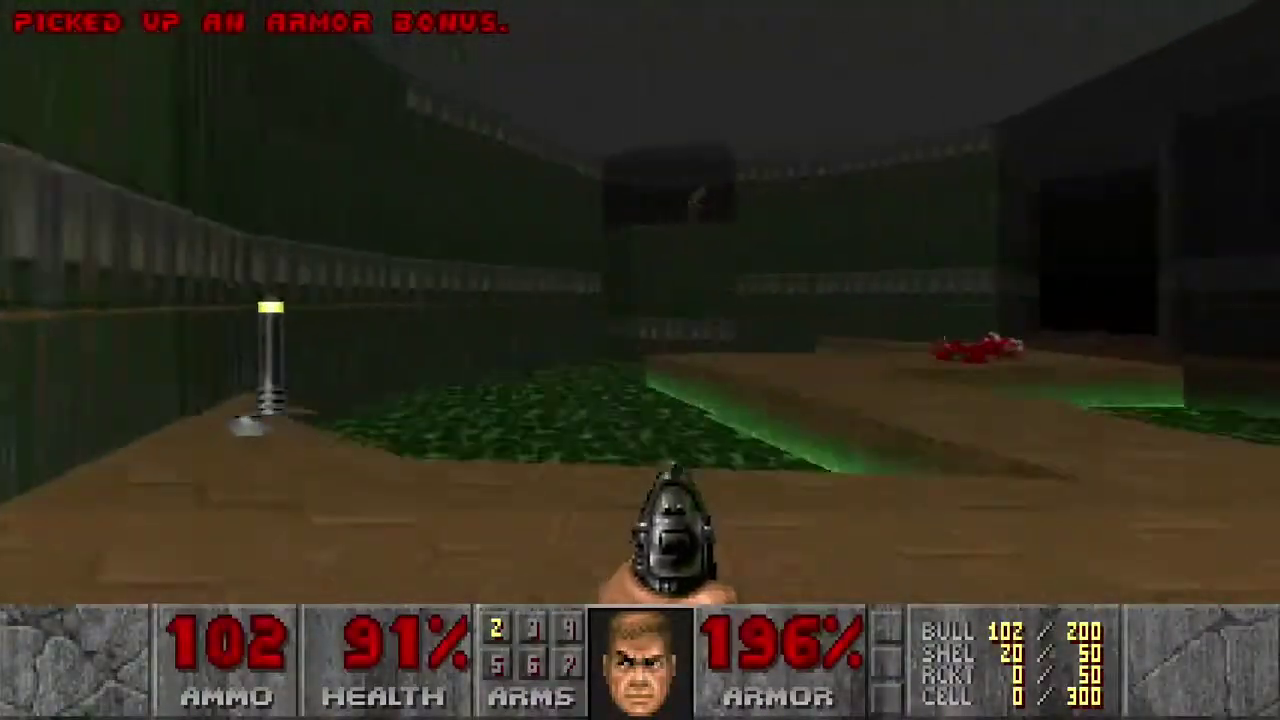 PICKED UP AN ARMOR BONUS.
102 91% 2 3 4 196% BULL 102 / 200
5 6 7 SHEL 20 / 50
RCKT 0 / 50
AMMO HEALTH ARMS ARMOR CELL 0 / 300